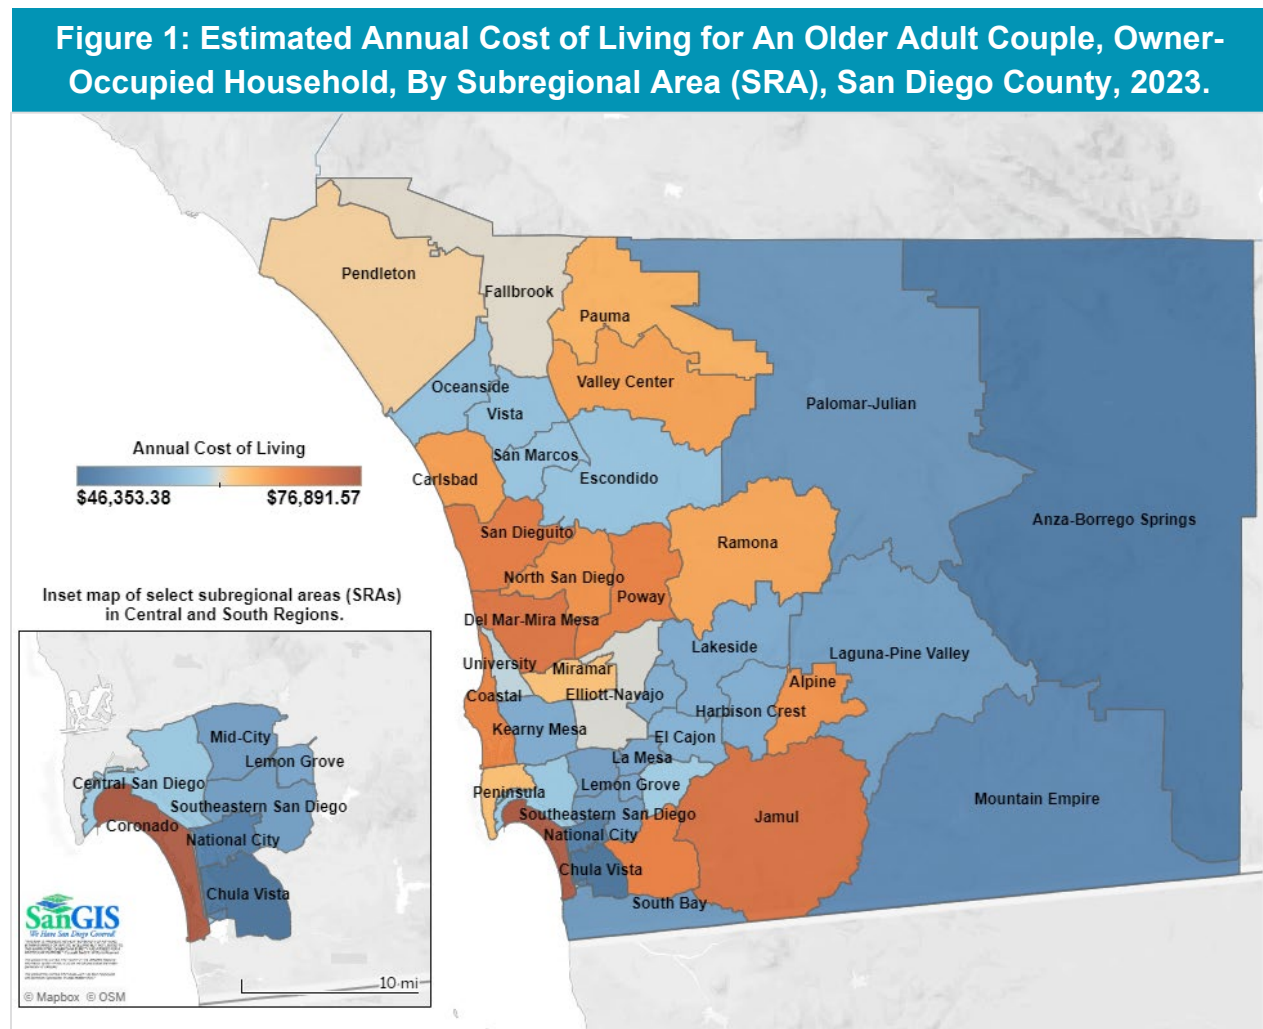 Figure 1: Estimated Annual Cost of Living for An Older Adult Couple, Owner-
Occupied Household, By Subregional Area (SRA), San Diego County, 2023.
Pendleton
Fallbrook
Pauma
Valley Center
Oceanside
Vista
Palomar-Julian
San Marcos
Carlsbad
Escondido
Anza-Borrego Springs
San Dieguito
Ramona
North San Diego
Poway
Del Mar-Mira Mesa
Lakeside
Laguna-Pine Valley
University
Miramar
Alpine
Coastal
Elliott-Navajo
Harbison Crest
Kearny Mesa
El Cajon
La Mesa
Lemon Grove
Peninsula
Mountain Empire
Southeastern San Diego
Jamul
National City
Chula Vista
South Bay
Annual Cost of Living
$46,353.38 $76,891.57
Inset map of select subregional areas (SRAs)
in Central and South Regions.
Mid-City
Lemon Grove
Central San Diego
Southeastern San Diego
Coronado
National City
Chula Vista
SanGIS
We Have San Diego Covered!
10 mi
© Mapbox © OSM